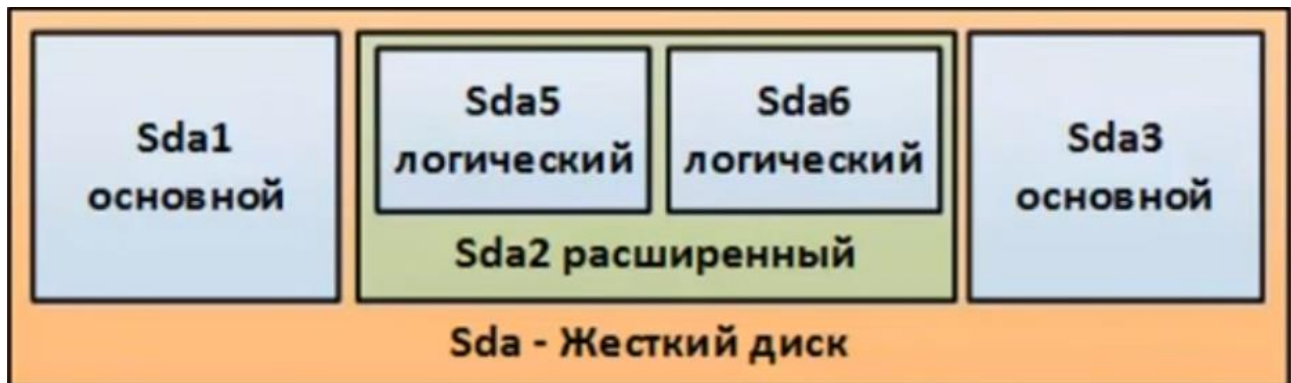 Sda1
основной
Sda5
логический
Sda6
логический
Sda2 расширенный
Sda3
основной
Sda - Жесткий диск